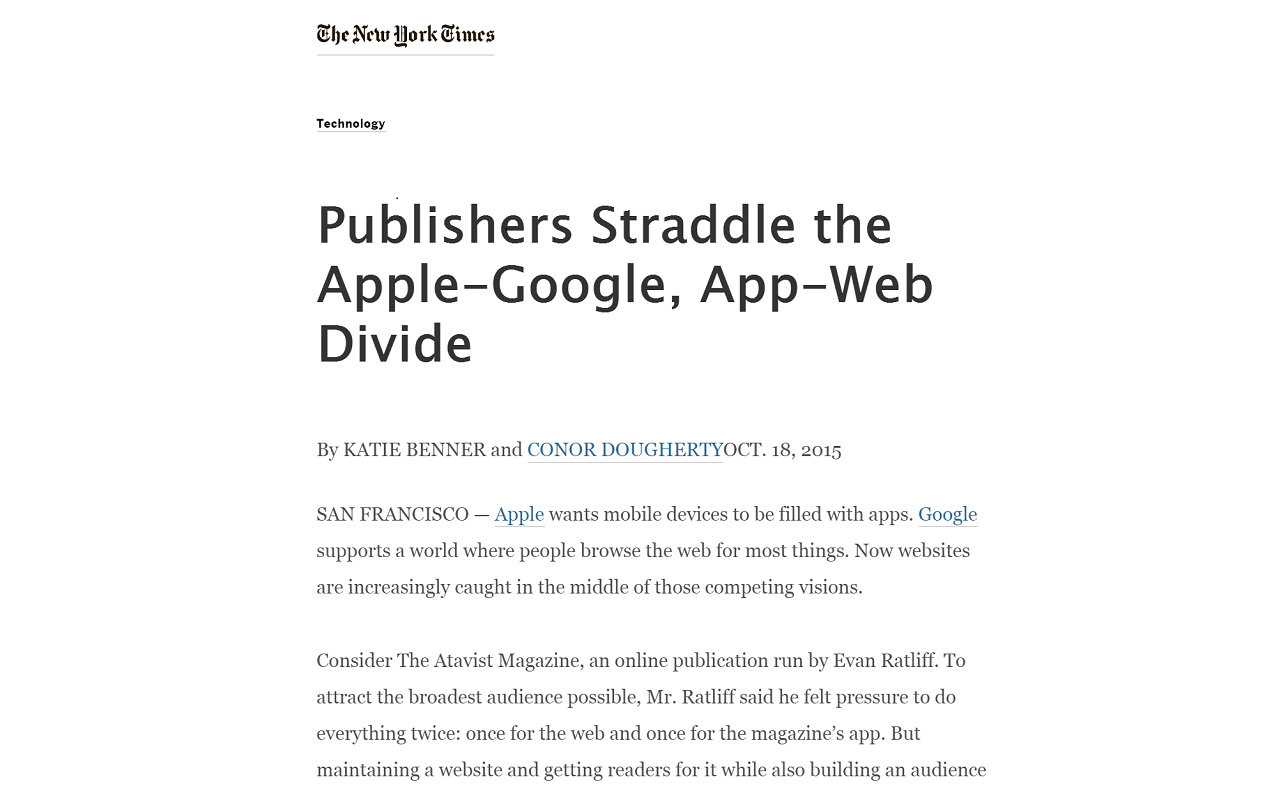 The New York Times
Technology
Publishers Straddle the
Apple–Google, App–Web
Divide
By KATIE BENNER and CONOR DOUGHERTYOCT. 18, 2015
SAN FRANCISCO — Apple wants mobile devices to be filled with apps. Google
supports a world where people browse the web for most things. Now websites
are increasingly caught in the middle of those competing visions.
Consider The Atavist Magazine, an online publication run by Evan Ratliff. To
attract the broadest audience possible, Mr. Ratliff said he felt pressure to do
everything twice: once for the web and once for the magazine’s app. But
maintaining a website and getting readers for it while also building an audience